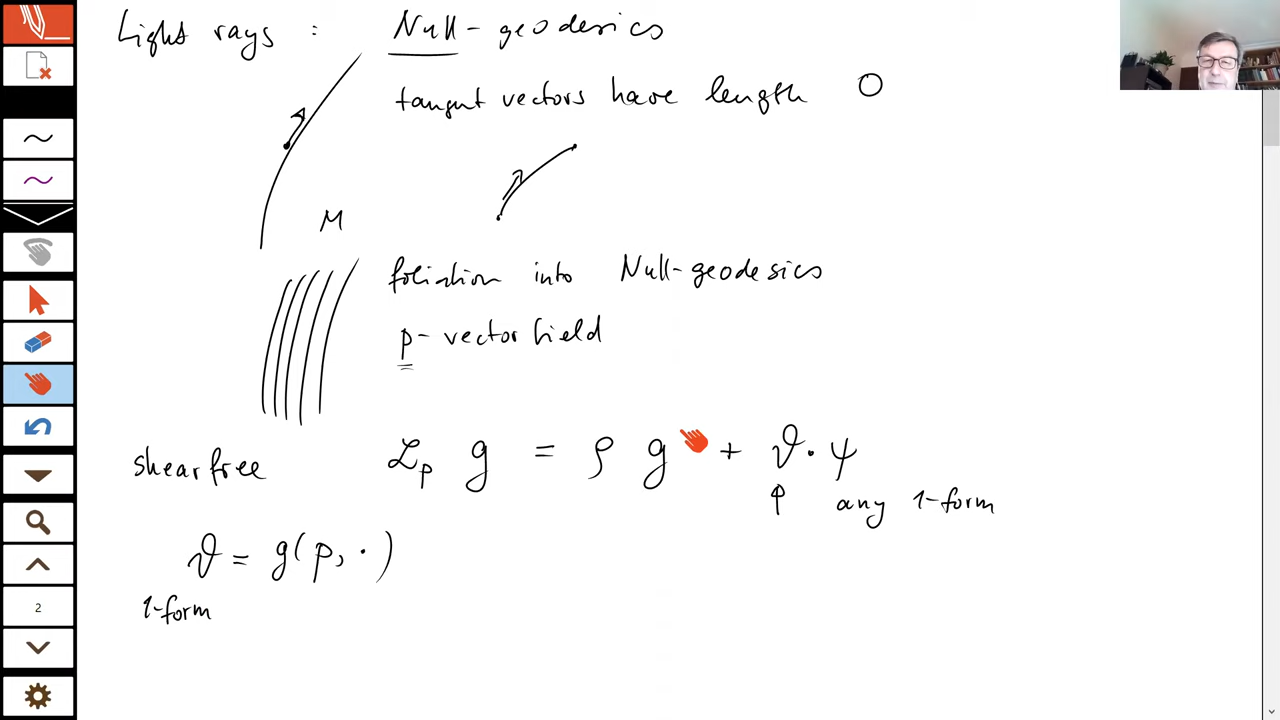 Light rays : Null-geodesics
tangent vectors have length 0
M
foliation into Null-geodesics
p - vector field
shearfree ℒ_p g = ρ g + ϑ · ψ
↑ any 1-form
ϑ = g(p, ·)
1-form
2